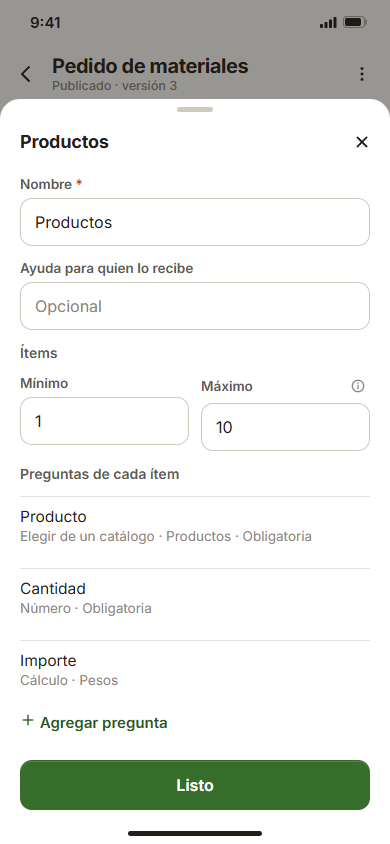 9:41
Pedido de materiales
Publicado · versión 3
Productos
Nombre *
Productos
Ayuda para quien lo recibe
Opcional
Ítems
Mínimo
Máximo
1
10
Preguntas de cada ítem
Producto
Elegir de un catálogo · Productos · Obligatoria
Cantidad
Número · Obligatoria
Importe
Cálculo · Pesos
+ Agregar pregunta
Listo